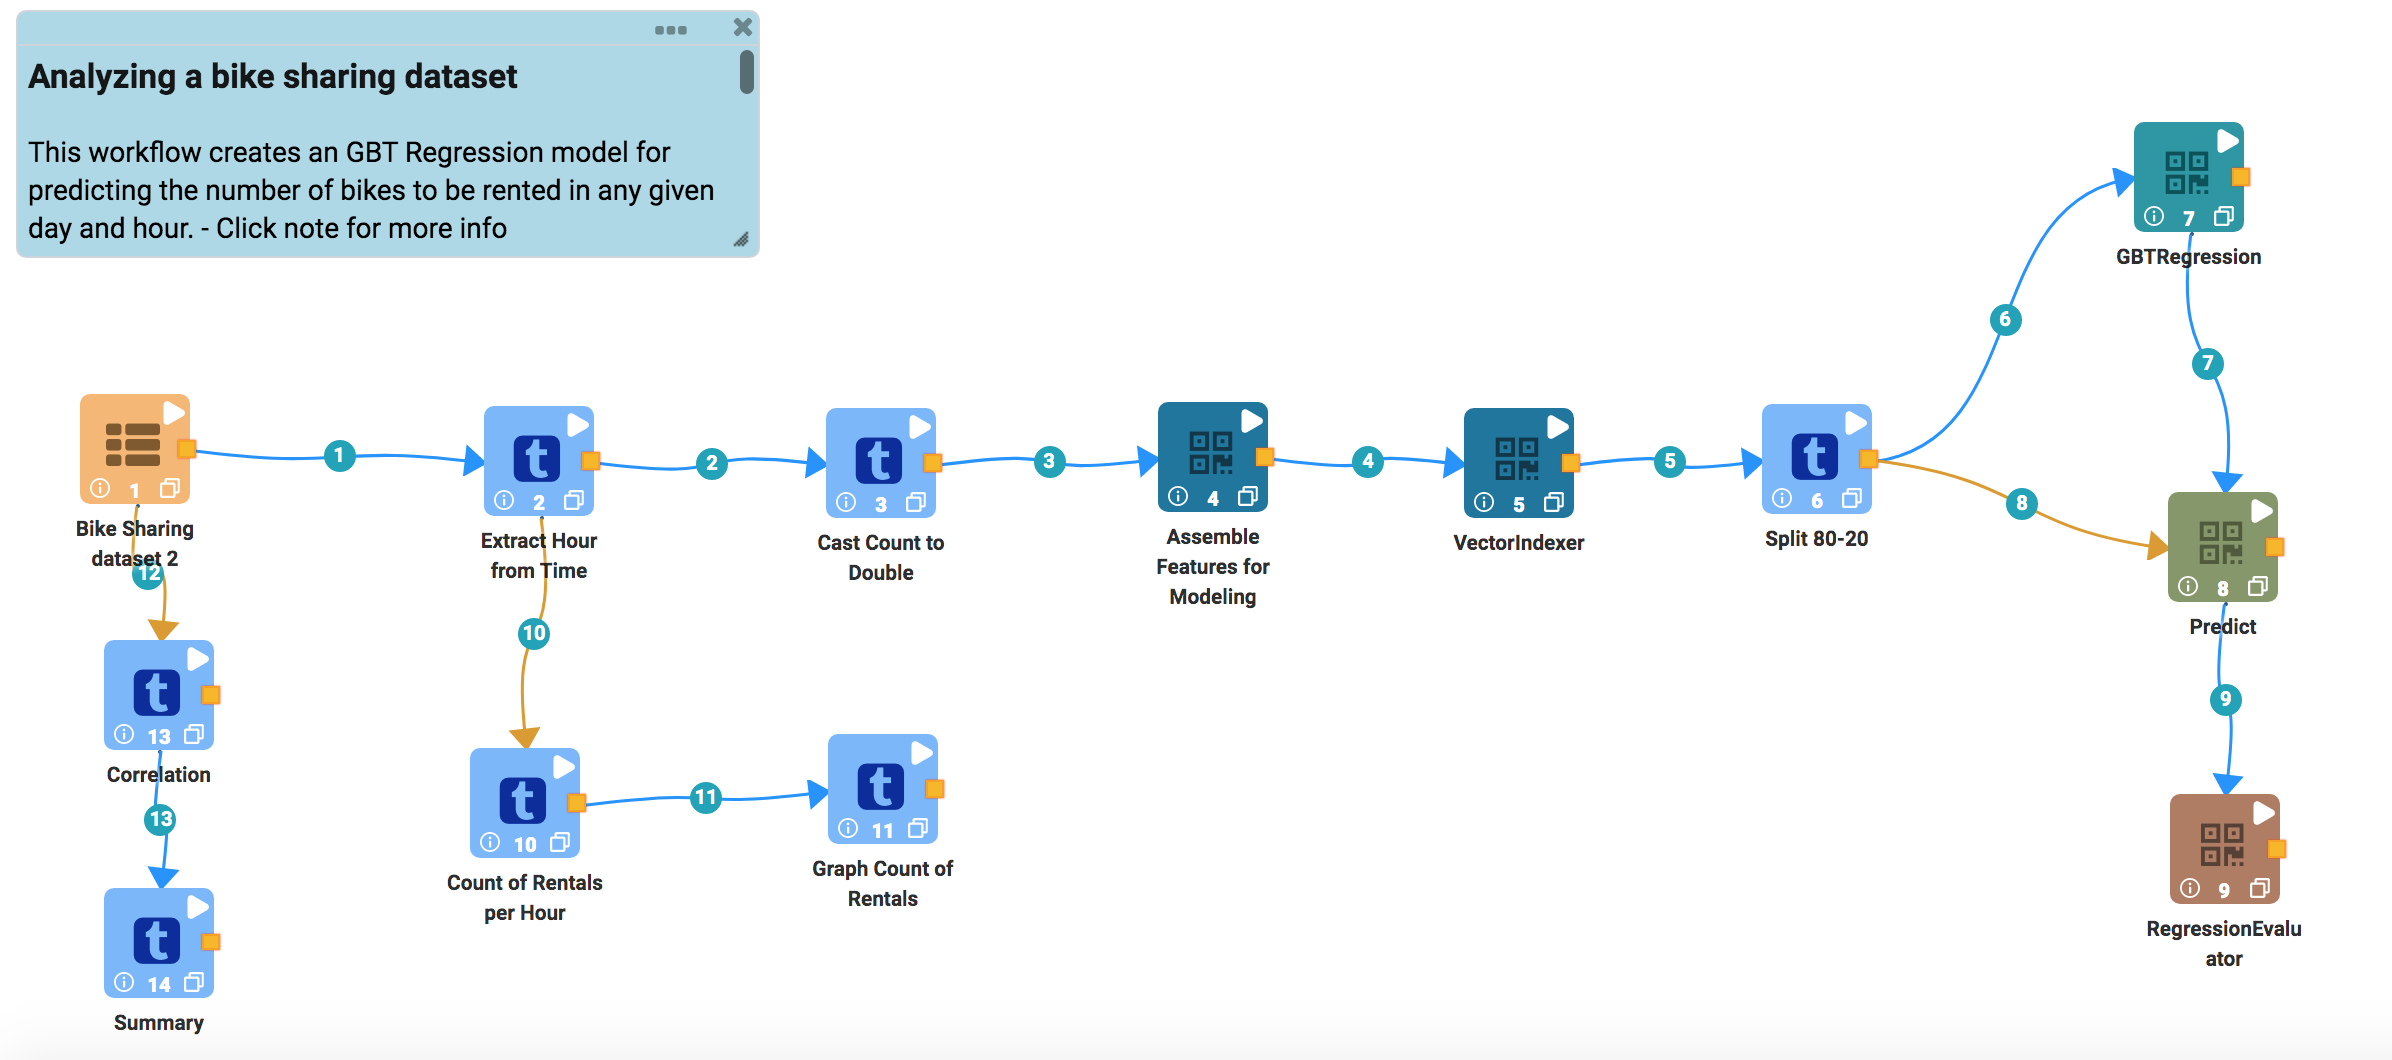 Analyzing a bike sharing dataset
This workflow creates an GBT Regression model for
predicting the number of bikes to be rented in any given
day and hour. - Click note for more info
7
GBTRegression
6
7
1
Bike Sharing
dataset 2
1
t
2
Extract Hour
from Time
2
t
3
Cast Count to
Double
3
4
Assemble
Features for
Modeling
4
5
VectorIndexer
5
t
6
Split 80-20
8
8
Predict
12
10
9
t
13
Correlation
13
t
14
Summary
t
10
Count of Rentals
per Hour
11
t
11
Graph Count of
Rentals
9
RegressionEvalu
ator